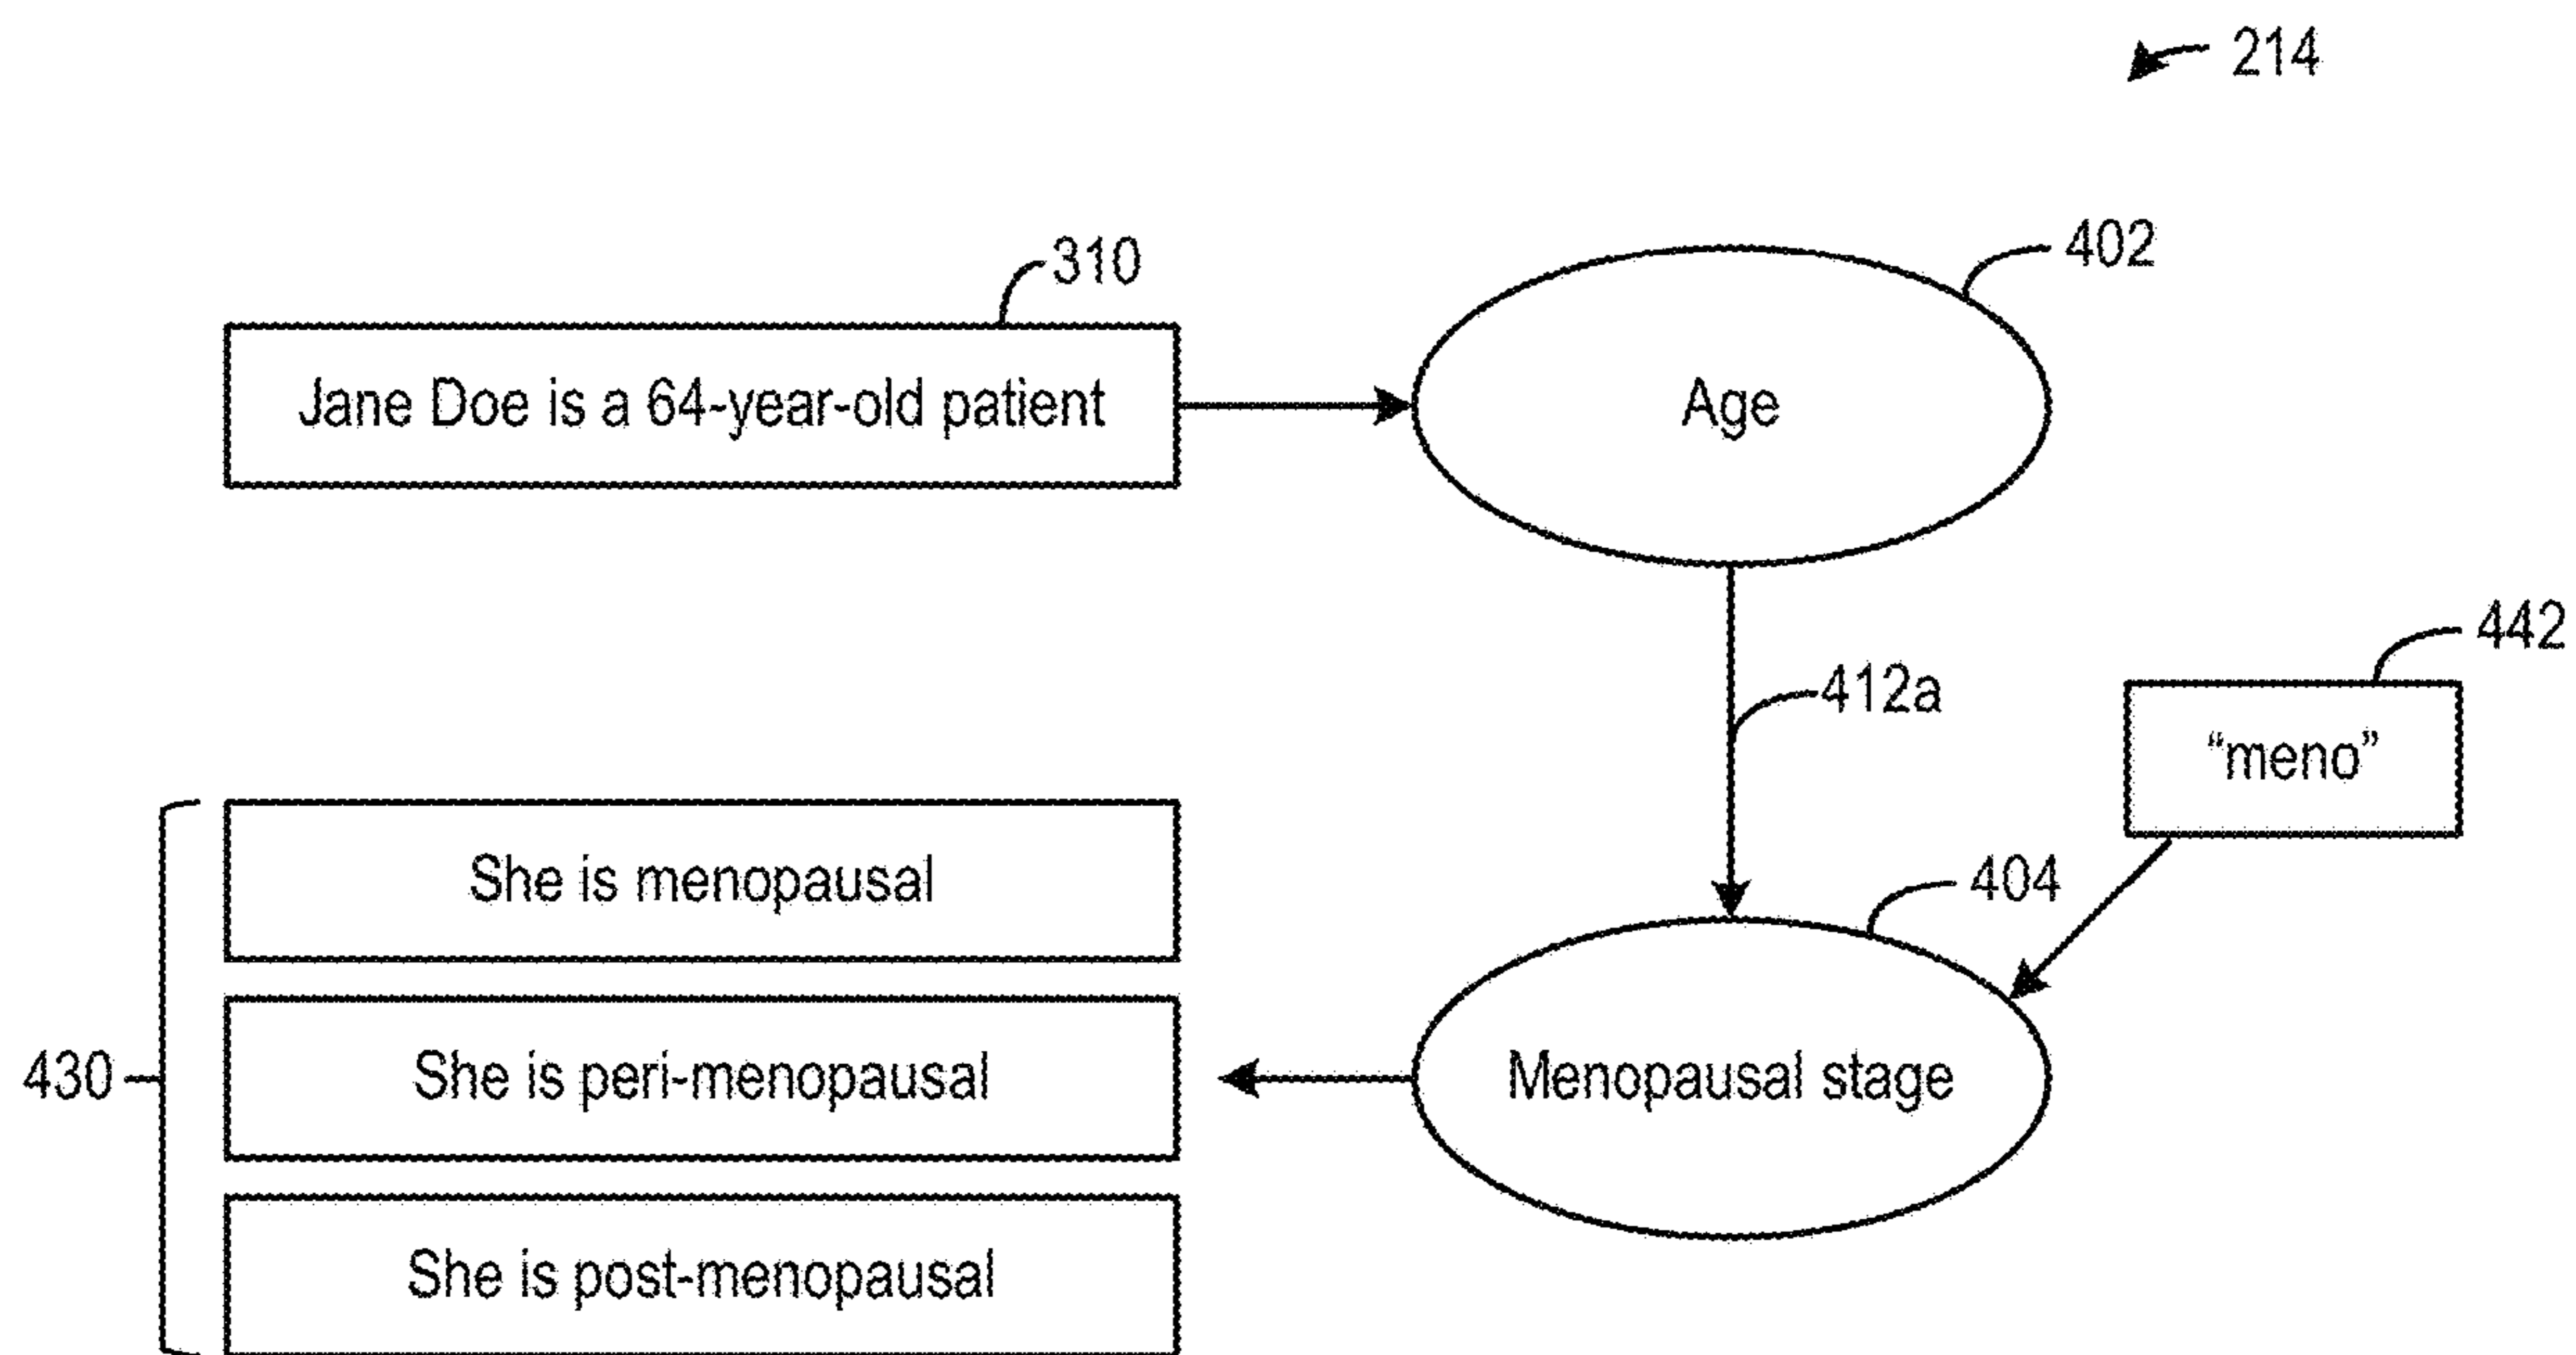 214
310
402
Jane Doe is a 64-year-old patient
Age
442
412a
“meno”
She is menopausal
404
430
She is peri-menopausal
Menopausal stage
She is post-menopausal